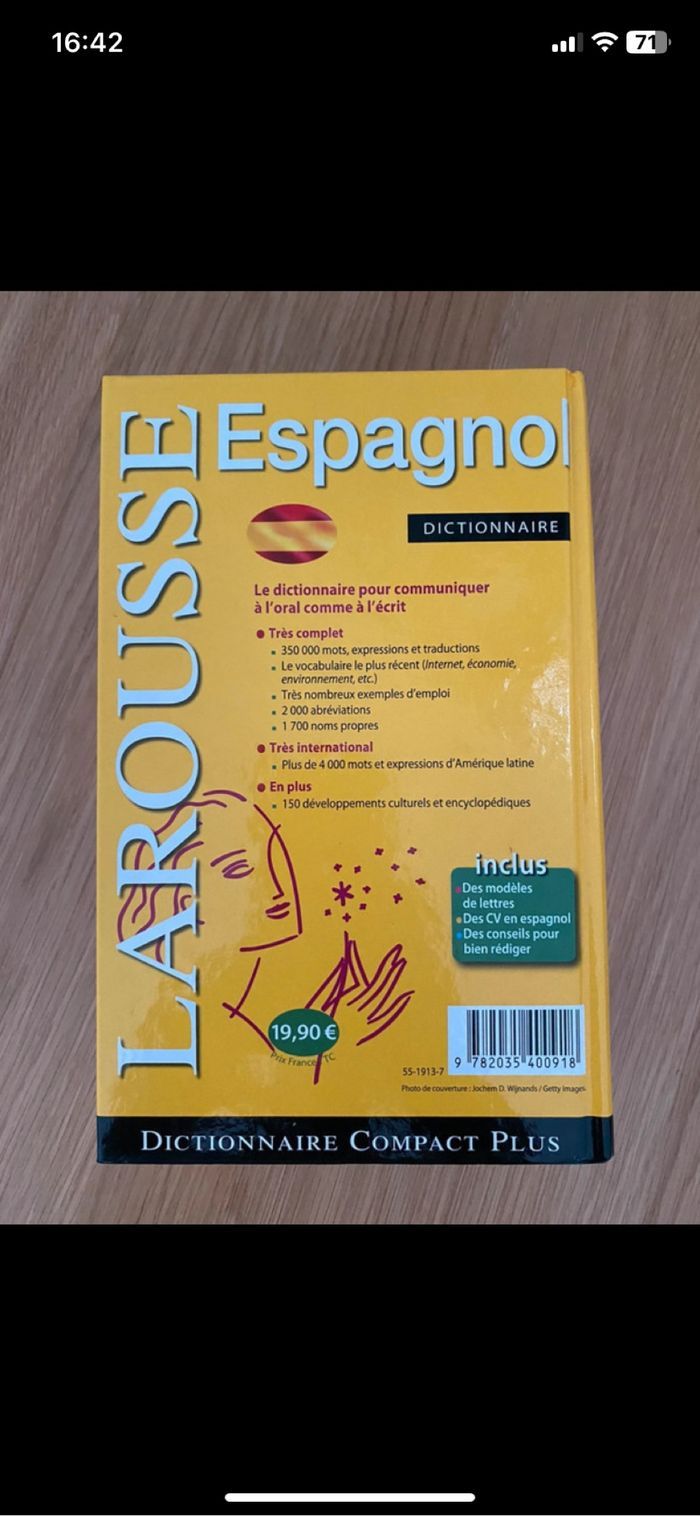 16:42
71
LAROUSSE
Espagnol
DICTIONNAIRE
Le dictionnaire pour communiquer
à l'oral comme à l'écrit
Très complet
350 000 mots, expressions et traductions
Le vocabulaire le plus récent (Internet, économie,
environnement, etc.)
Très nombreux exemples d'emploi
2 000 abréviations
1 700 noms propres
Très international
Plus de 4 000 mots et expressions d'Amérique latine
En plus
150 développements culturels et encyclopédiques
inclus
Des modèles
de lettres
Des CV en espagnol
Des conseils pour
bien rédiger
19,90 €
Prix France TTC
55-1913-7
9 782035 400918
Photo de couverture : Jochem D. Wijnands / Getty Images
DICTIONNAIRE COMPACT PLUS